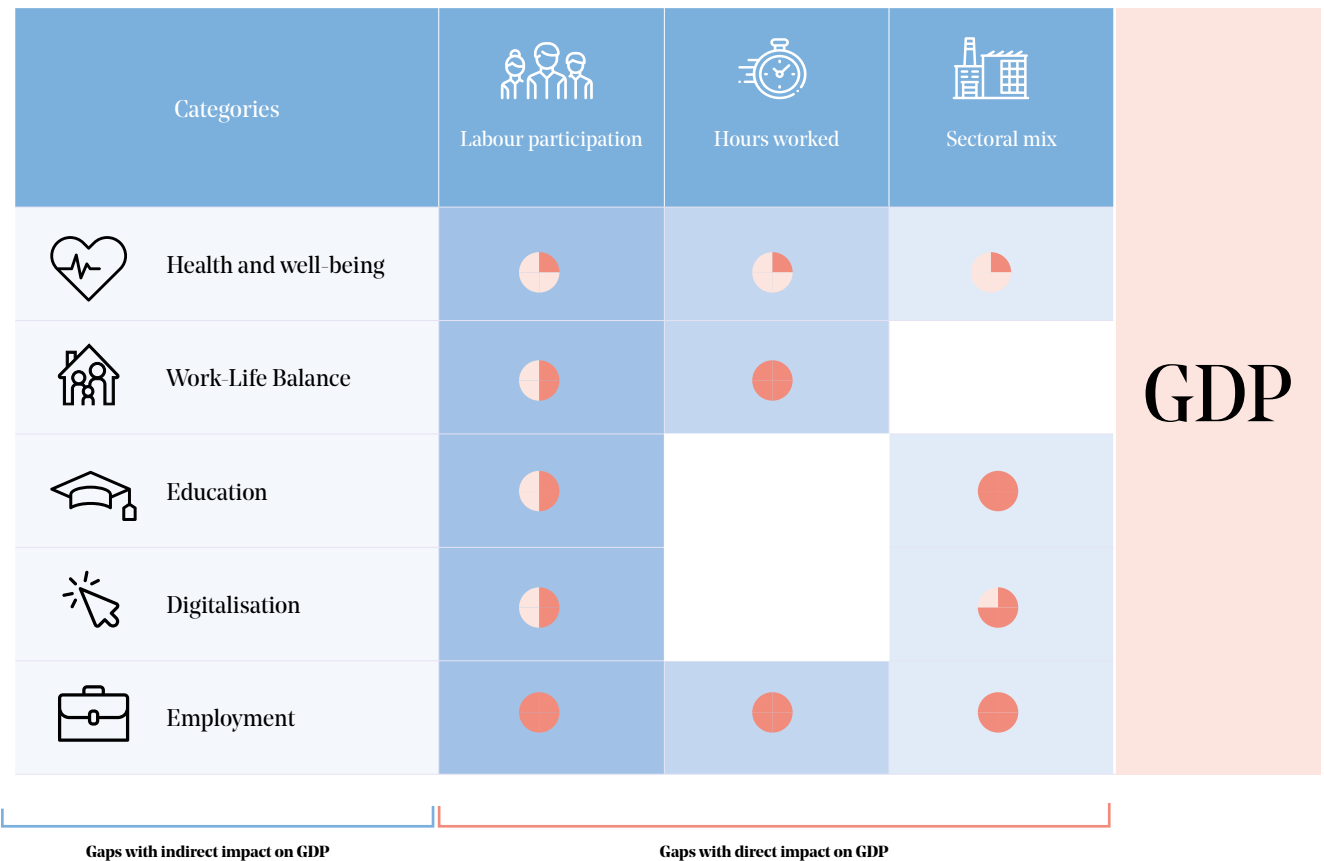 Categories
Labour participation
Hours worked
Sectoral mix
Health and well-being
Work-Life Balance
GDP
Education
Digitalisation
Employment
Gaps with indirect impact on GDP
Gaps with direct impact on GDP